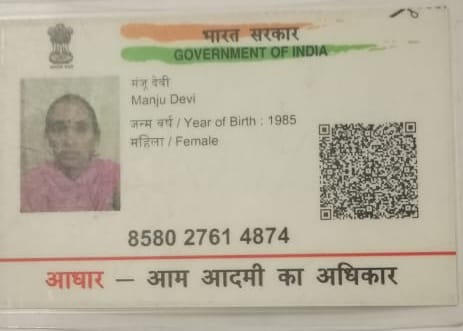 भारत सरकार
GOVERNMENT OF INDIA
मंजू देवी
Manju Devi
जन्म वर्ष / Year of Birth : 1985
महिला / Female
8580 2761 4874
आधार – आम आदमी का अधिकार